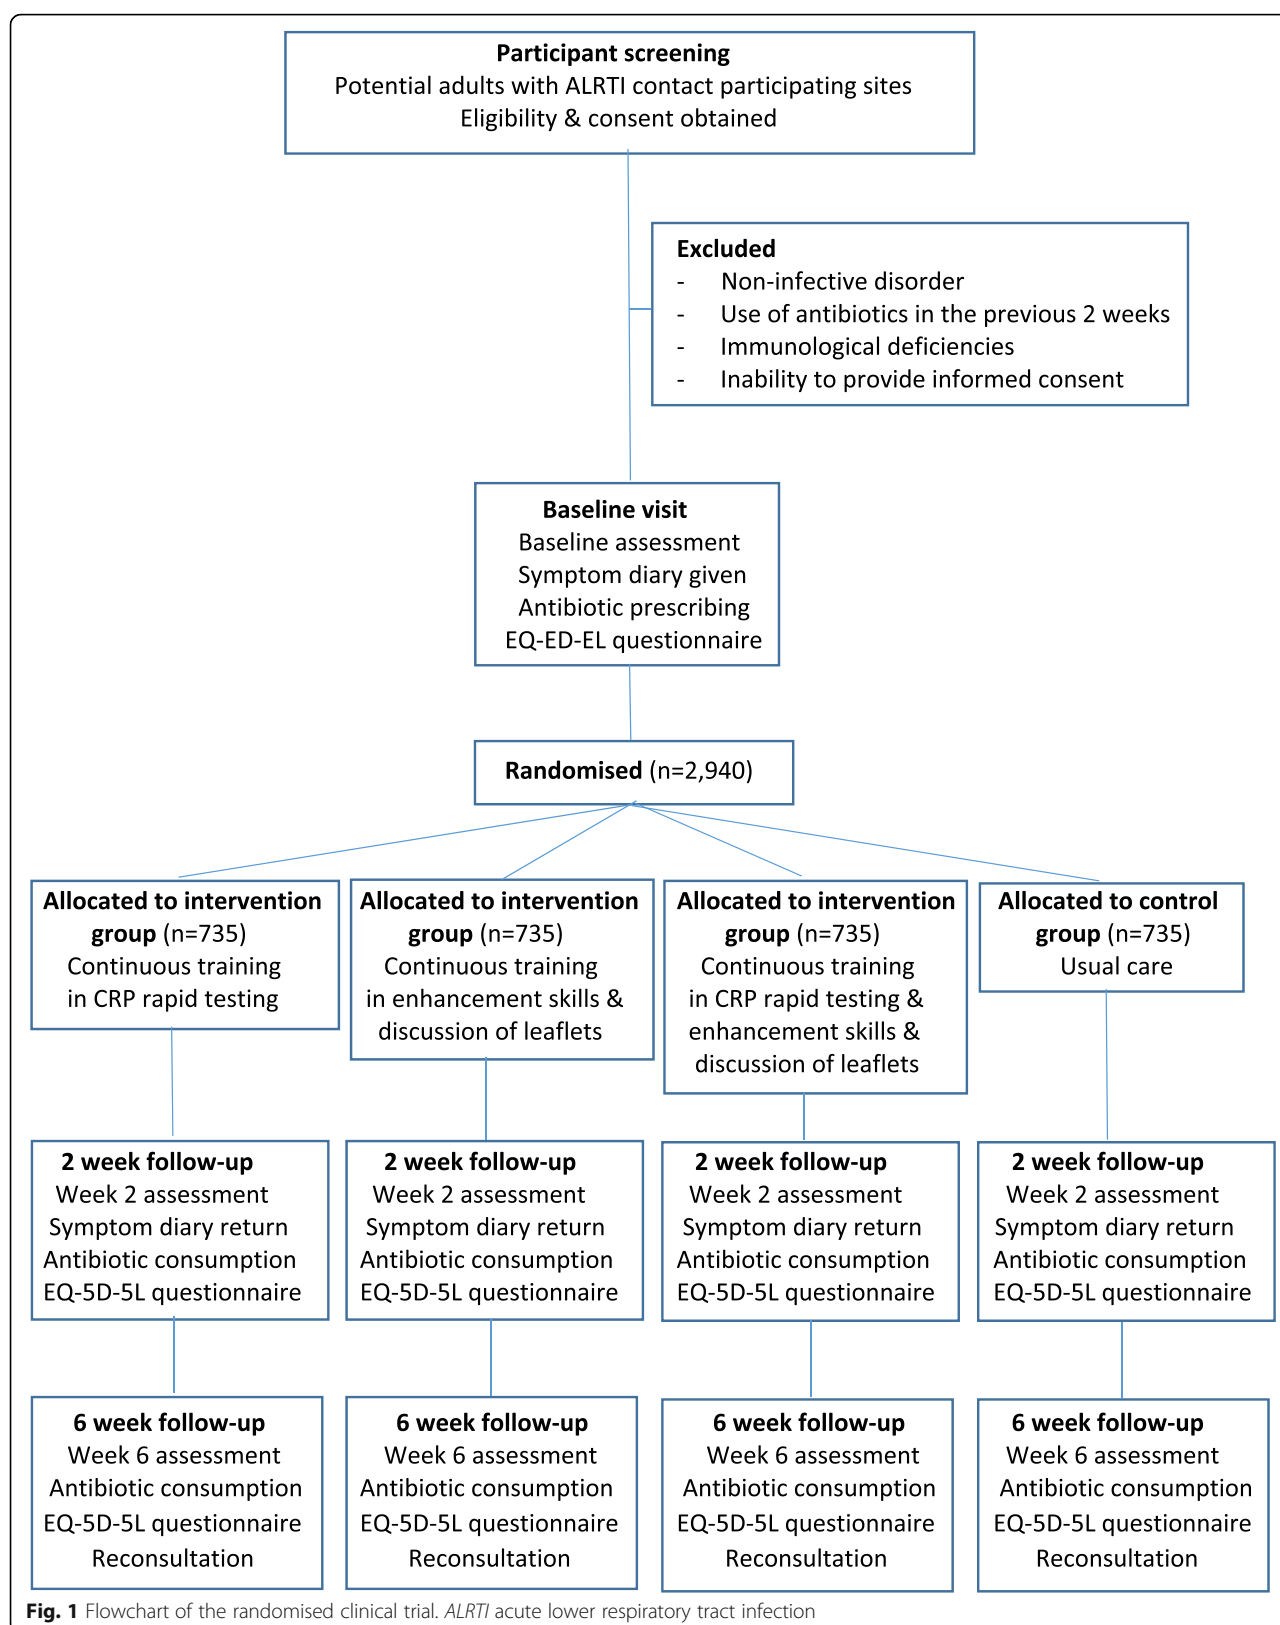 Participant screening
Potential adults with ALRTI contact participating sites
Eligibility & consent obtained
Excluded
- Non-infective disorder
- Use of antibiotics in the previous 2 weeks
- Immunological deficiencies
- Inability to provide informed consent
Baseline visit
Baseline assessment
Symptom diary given
Antibiotic prescribing
EQ-ED-EL questionnaire
Randomised (n=2,940)
Allocated to intervention
group (n=735)
Continuous training
in CRP rapid testing
Allocated to intervention
group (n=735)
Continuous training
in enhancement skills &
discussion of leaflets
Allocated to intervention
group (n=735)
Continuous training
in CRP rapid testing &
enhancement skills &
discussion of leaflets
Allocated to control
group (n=735)
Usual care
2 week follow-up
Week 2 assessment
Symptom diary return
Antibiotic consumption
EQ-5D-5L questionnaire
2 week follow-up
Week 2 assessment
Symptom diary return
Antibiotic consumption
EQ-5D-5L questionnaire
2 week follow-up
Week 2 assessment
Symptom diary return
Antibiotic consumption
EQ-5D-5L questionnaire
2 week follow-up
Week 2 assessment
Symptom diary return
Antibiotic consumption
EQ-5D-5L questionnaire
6 week follow-up
Week 6 assessment
Antibiotic consumption
EQ-5D-5L questionnaire
Reconsultation
6 week follow-up
Week 6 assessment
Antibiotic consumption
EQ-5D-5L questionnaire
Reconsultation
6 week follow-up
Week 6 assessment
Antibiotic consumption
EQ-5D-5L questionnaire
Reconsultation
6 week follow-up
Week 6 assessment
Antibiotic consumption
EQ-5D-5L questionnaire
Reconsultation
Fig. 1 Flowchart of the randomised clinical trial. ALRTI acute lower respiratory tract infection